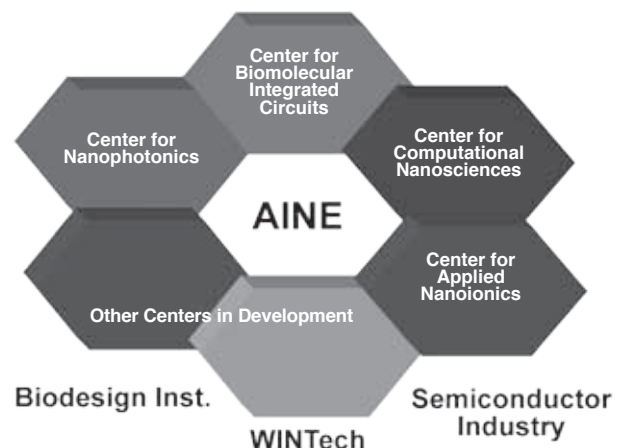 Center for
Biomolecular
Integrated
Circuits
Center for
Nanophotonics
Center for
Computational
Nanosciences
AINE
Center for
Applied
Nanoionics
Other Centers in Development
Biodesign Inst.
Semiconductor
Industry
WINTech